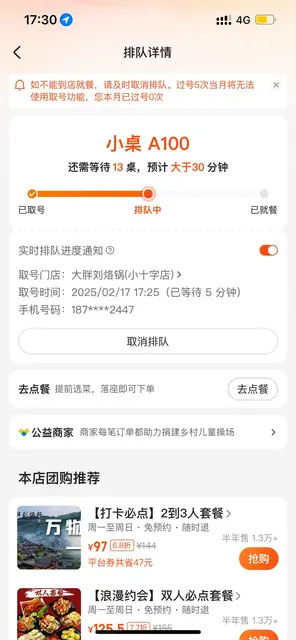 17:30
4G
排队详情
如不能到店就餐，请及时取消排队。过号5次当月将无法
使用取号功能，您本月已过号0次
小桌 A100
还需等待 13 桌，预计 大于30 分钟
已取号
排队中
已就餐
实时排队进度通知
取号门店：大胖刘烙锅(小十字店)
取号时间：2025/02/17 17:25（已等待 5 分钟）
手机号码：187****2447
取消排队
去点餐 提前选菜，落座即可下单 去点餐
公益商家 商家每笔订单都助力捐建乡村儿童操场
本店团购推荐
【打卡必点】2到3人套餐
周一至周日·免预约·随时退
半年售 1.3万+
¥97 6.8折 ¥144
抢购
平台券共省47元
【浪漫约会】双人必点套餐
周一至周日·免预约·随时退
半年售 1.3万+
¥125.5 7.7折 ¥165
抢购